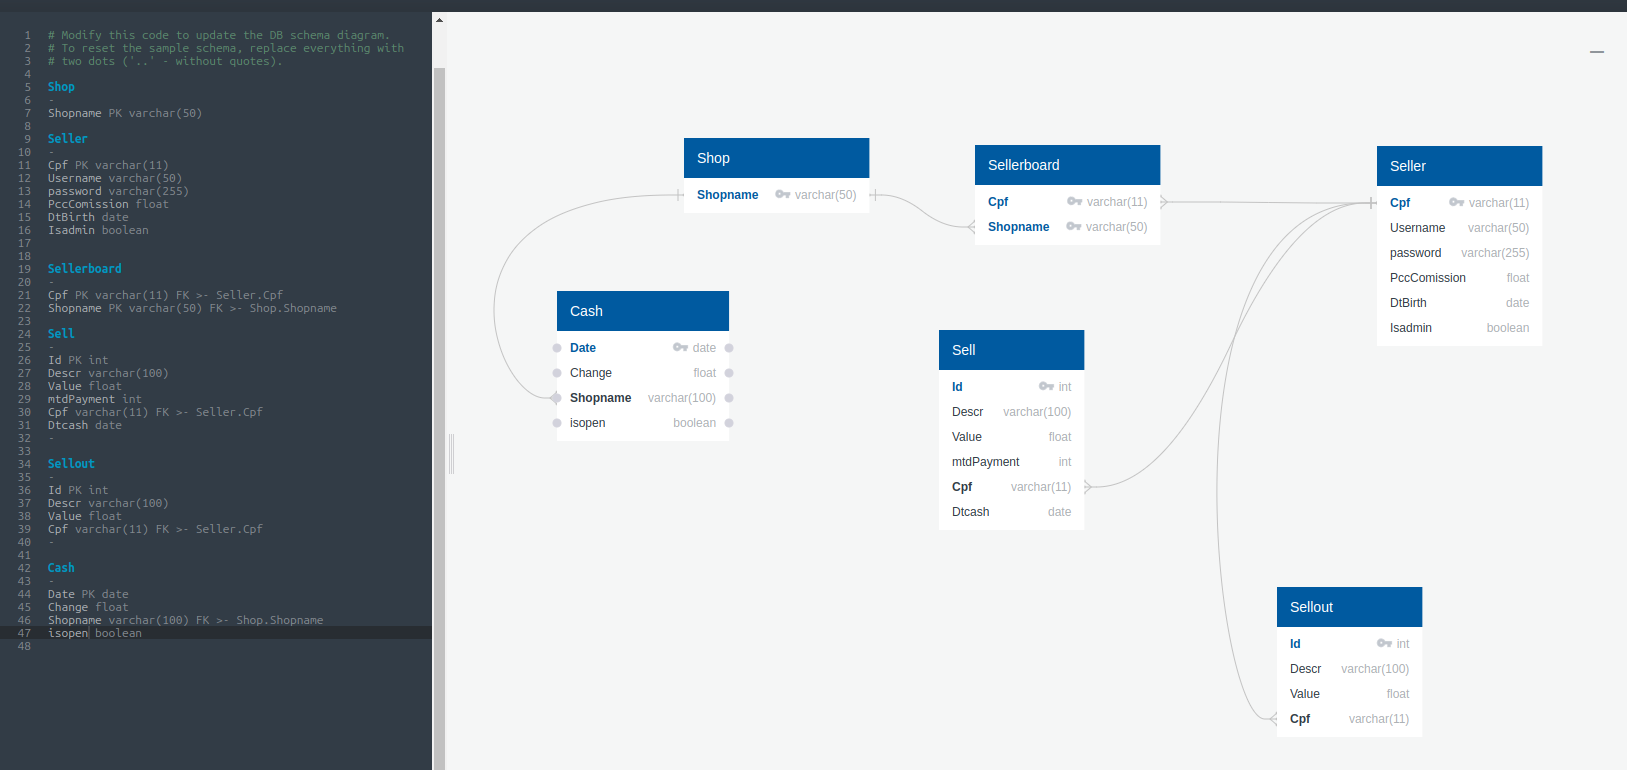 1 # Modify this code to update the DB schema diagram.
2 # To reset the sample schema, replace everything with
3 # two dots ('..' - without quotes).
4
5 Shop
6 -
7 Shopname PK varchar(50)
8
9 Seller
10 -
11 Cpf PK varchar(11)
12 Username varchar(50)
13 password varchar(255)
14 PccComission float
15 DtBirth date
16 Isadmin boolean
17
18
19 Sellerboard
20 -
21 Cpf PK varchar(11) FK >- Seller.Cpf
22 Shopname PK varchar(50) FK >- Shop.Shopname
23
24 Sell
25 -
26 Id PK int
27 Descr varchar(100)
28 Value float
29 mtdPayment int
30 Cpf varchar(11) FK >- Seller.Cpf
31 Dtcash date
32 -
33
34 Sellout
35 -
36 Id PK int
37 Descr varchar(100)
38 Value float
39 Cpf varchar(11) FK >- Seller.Cpf
40 -
41
42 Cash
43 -
44 Date PK date
45 Change float
46 Shopname varchar(100) FK >- Shop.Shopname
47 isopen boolean
48
Shop
Shopname varchar(50)
Sellerboard
Cpf varchar(11)
Shopname varchar(50)
Seller
Cpf varchar(11)
Username varchar(50)
password varchar(255)
PccComission float
DtBirth date
Isadmin boolean
Cash
Date date
Change float
Shopname varchar(100)
isopen boolean
Sell
Id int
Descr varchar(100)
Value float
mtdPayment int
Cpf varchar(11)
Dtcash date
Sellout
Id int
Descr varchar(100)
Value float
Cpf varchar(11)